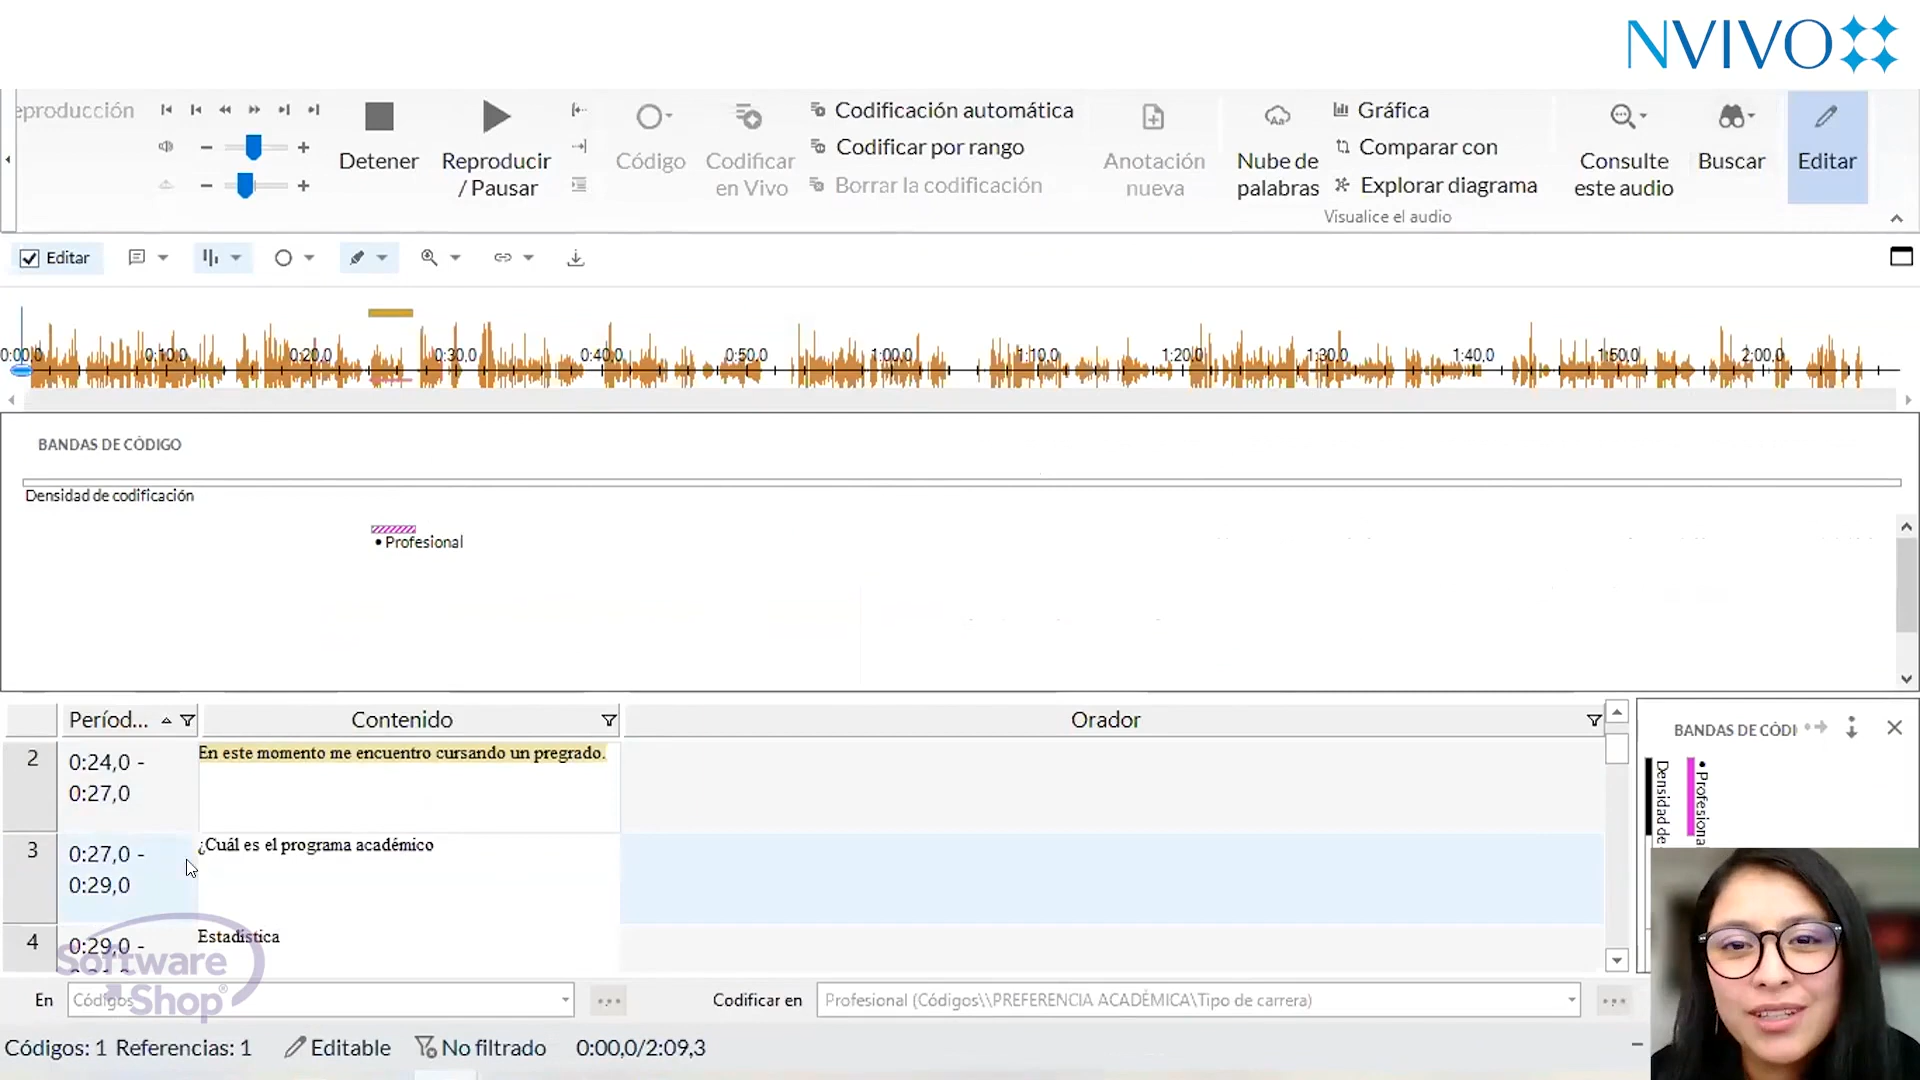 NVIVO
eproducción
Detener
Reproducir
/ Pausar
Código
Codificar
en Vivo
Codificación automática
Codificar por rango
Borrar la codificación
Anotación
nueva
Nube de
palabras
Gráfica
Comparar con
Explorar diagrama
Visualice el audio
Consulte
este audio
Buscar
Editar
Editar
0:00,0 0:10,0 0:20,0 0:30,0 0:40,0 0:50,0 1:00,0 1:10,0 1:20,0 1:30,0 1:40,0 1:50,0 2:00,0
BANDAS DE CÓDIGO
Densidad de codificación
• Profesional
Períod... Contenido Orador
2 0:24,0 -
0:27,0
En este momento me encuentro cursando un pregrado.
3 0:27,0 -
0:29,0
¿Cuál es el programa académico
4 0:29,0 -
Estadística
BANDAS DE CÓDI
Densidad de
• Profesiona
Software
Shop®
En Códigos
Codificar en Profesional (Códigos\\PREFERENCIA ACADÉMICA\Tipo de carrera)
Códigos: 1 Referencias: 1 Editable No filtrado 0:00,0/2:09,3